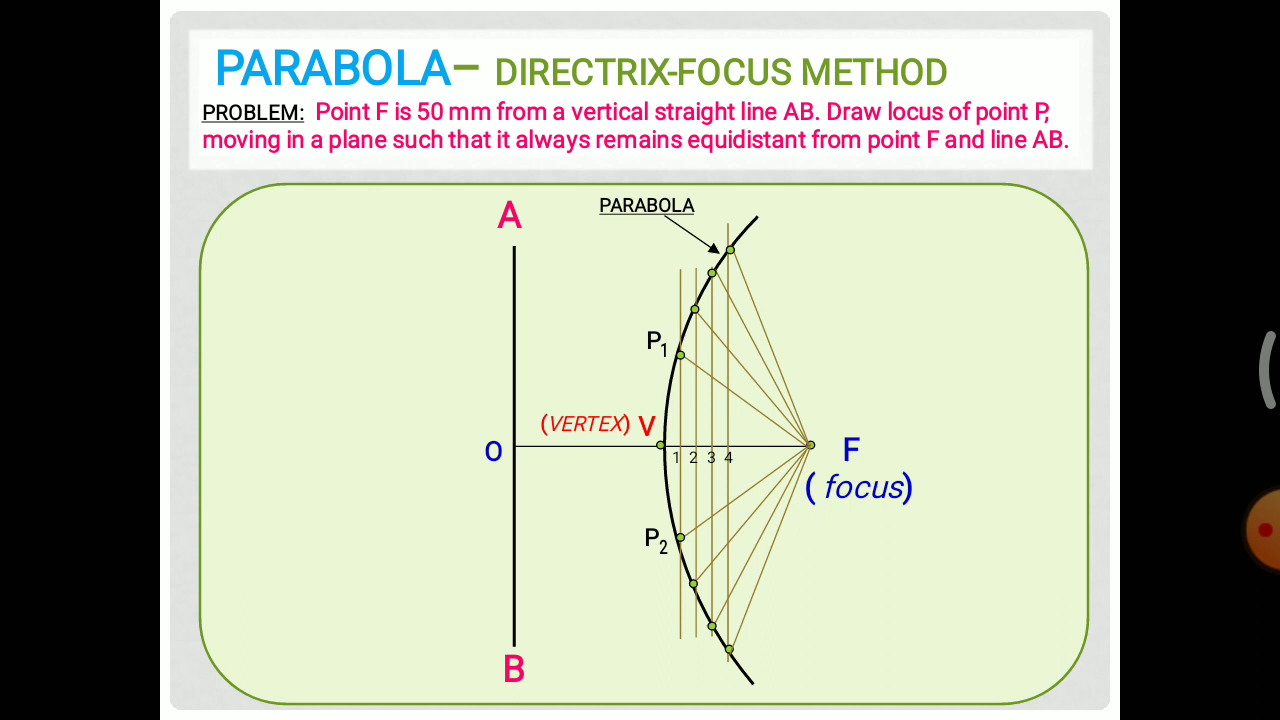 PARABOLA– DIRECTRIX-FOCUS METHOD
PROBLEM: Point F is 50 mm from a vertical straight line AB. Draw locus of point P,
moving in a plane such that it always remains equidistant from point F and line AB.
A
PARABOLA
P1
(VERTEX) V
O
1 2 3 4
F
( focus)
P2
B